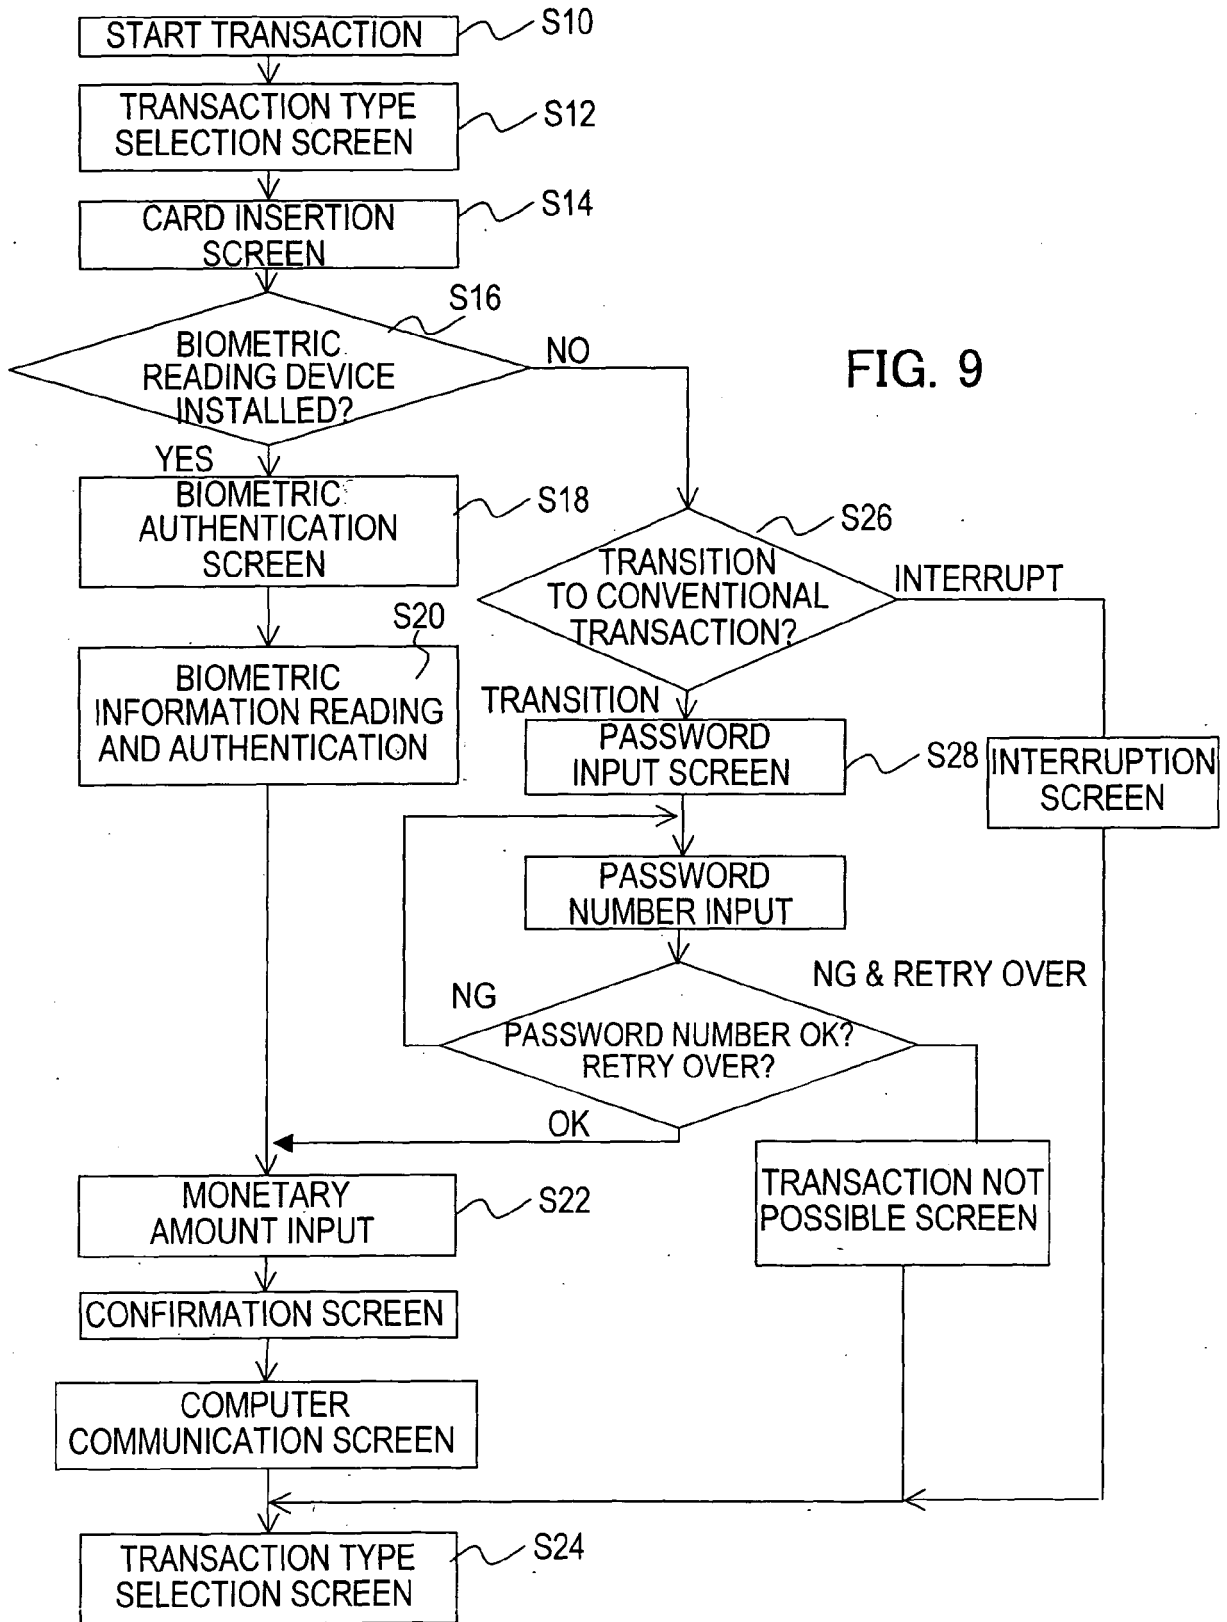 START TRANSACTION
S10
TRANSACTION TYPE
SELECTION SCREEN
S12
CARD INSERTION
SCREEN
S14
S16
BIOMETRIC
READING DEVICE
INSTALLED?
NO
FIG. 9
YES
BIOMETRIC
AUTHENTICATION
SCREEN
S18
S26
TRANSITION
TO CONVENTIONAL
TRANSACTION?
INTERRUPT
S20
BIOMETRIC
INFORMATION READING
AND AUTHENTICATION
TRANSITION
PASSWORD
INPUT SCREEN
S28
INTERRUPTION
SCREEN
PASSWORD
NUMBER INPUT
NG
NG & RETRY OVER
PASSWORD NUMBER OK?
RETRY OVER?
OK
MONETARY
AMOUNT INPUT
S22
TRANSACTION NOT
POSSIBLE SCREEN
CONFIRMATION SCREEN
COMPUTER
COMMUNICATION SCREEN
TRANSACTION TYPE
SELECTION SCREEN
S24